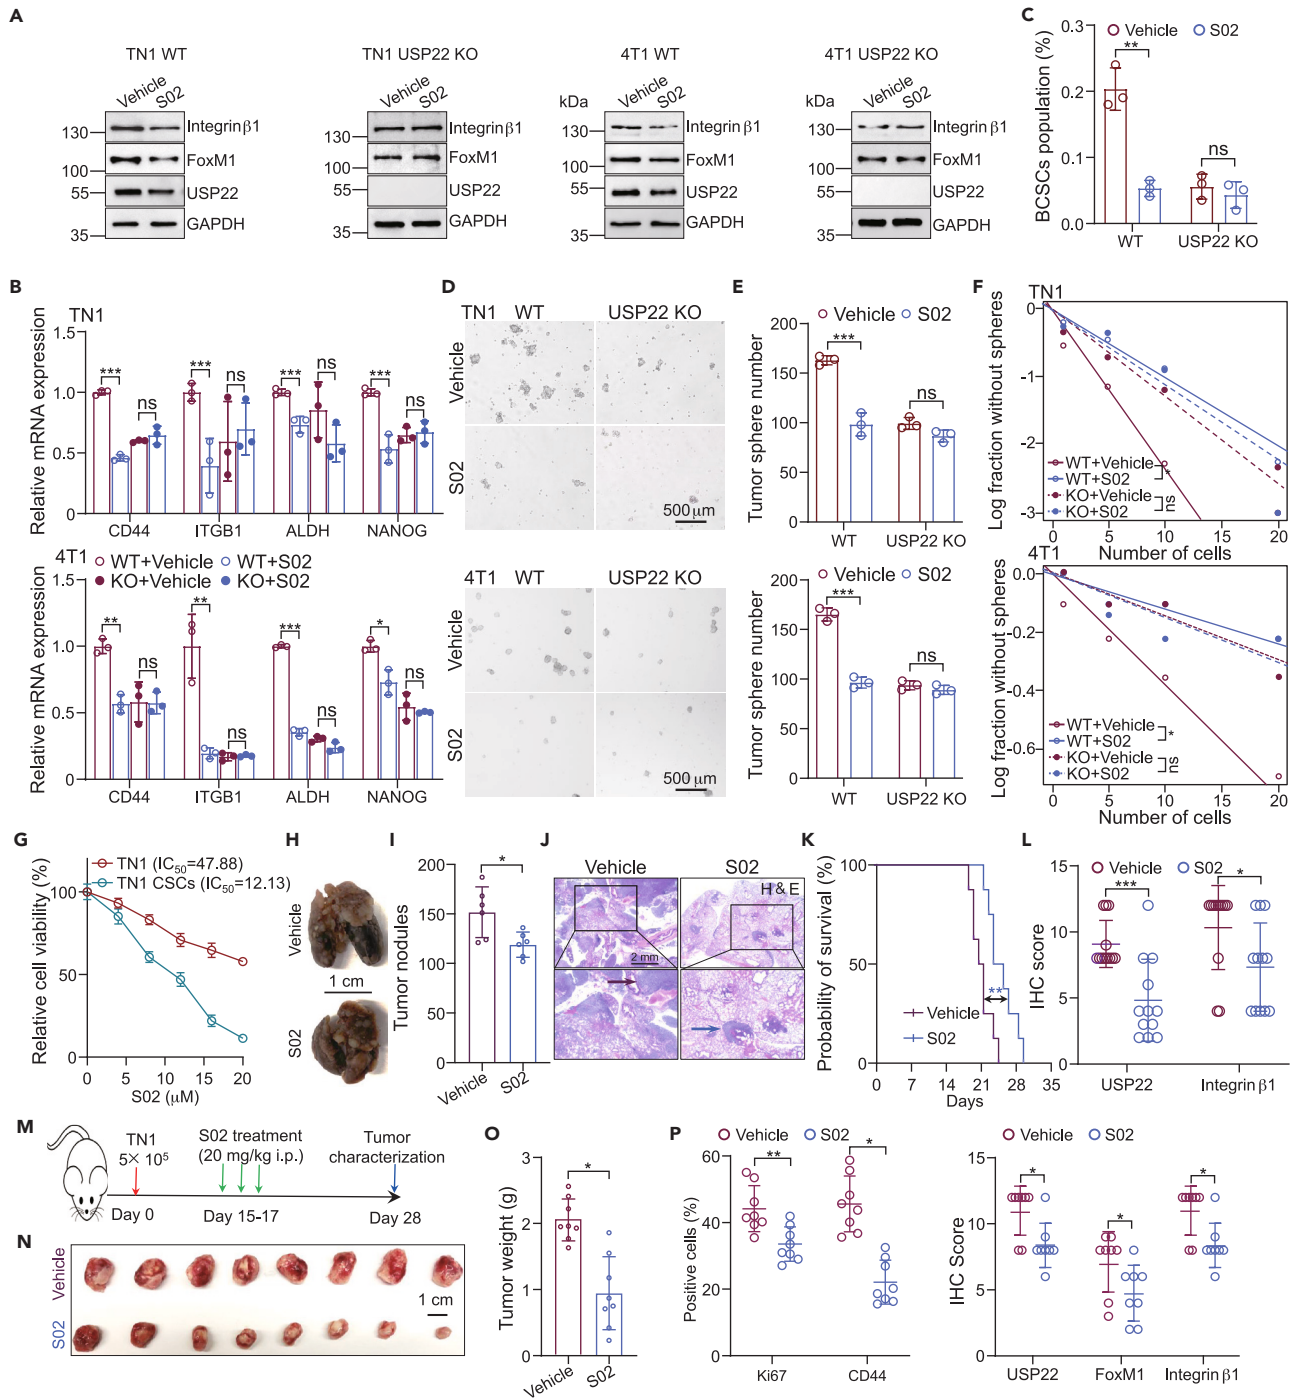 A
TN1 WT
Vehicle
S02
130
100
55
35
Integrinβ1
FoxM1
USP22
GAPDH
TN1 USP22 KO
Vehicle
S02
130
100
55
35
Integrinβ1
FoxM1
USP22
GAPDH
4T1 WT
kDa
Vehicle
S02
130
100
55
35
Integrinβ1
FoxM1
USP22
GAPDH
4T1 USP22 KO
kDa
Vehicle
S02
130
100
55
35
Integrinβ1
FoxM1
USP22
GAPDH
C
Vehicle S02
BCSCs population (%)
0.3
0.2
0.1
0.0
**
ns
WT USP22 KO
B
TN1
Relative mRNA expression
1.5
1.0
0.5
0
*** *** *** ***
ns ns ns ns
CD44 ITGB1 ALDH NANOG
4T1
WT+Vehicle WT+S02
KO+Vehicle KO+S02
Relative mRNA expression
1.5
1.0
0.5
0
** ** *** *
ns ns ns ns
CD44 ITGB1 ALDH NANOG
D
TN1 WT USP22 KO
Vehicle
S02
500 μm
4T1 WT USP22 KO
Vehicle
S02
500 μm
E
Vehicle S02
Tumor sphere number
200
150
100
50
0
***
ns
WT USP22 KO
Vehicle S02
Tumor sphere number
200
150
100
50
0
***
ns
WT USP22 KO
F
TN1
Log fraction without spheres
0
-1
-2
-3
WT+Vehicle
WT+S02
KO+Vehicle
KO+S02
*
ns
0 5 10 15 20
Number of cells
4T1
Log fraction without spheres
0.0
-0.2
-0.4
-0.6
WT+Vehicle
WT+S02
KO+Vehicle
KO+S02
*
ns
0 5 10 15 20
Number of cells
G
TN1 (IC50=47.88)
TN1 CSCs (IC50=12.13)
Relative cell viability (%)
100
50
0
0 5 10 15 20
S02 (μM)
H
Vehicle
1 cm
S02
I
Tumor nodules
200
150
100
50
0
*
Vehicle
S02
J
Vehicle S02
H & E
2 mm
K
Probability of survival (%)
100
50
0
**
Vehicle
S02
0 7 14 21 28 35
Days
L
Vehicle S02
IHC score
15
10
5
0
*** *
USP22 Integrin β1
M
TN1
5× 10⁵
S02 treatment
(20 mg/kg i.p.)
Tumor
characterization
Day 0 Day 15-17 Day 28
N
Vehicle
S02
1 cm
O
Tumor weight (g)
3
2
1
0
*
Vehicle
S02
P
Vehicle S02
Positive cells (%)
60
40
20
0
** *
Ki67 CD44
Vehicle S02
IHC Score
15
10
5
0
* * *
USP22 FoxM1 Integrin β1